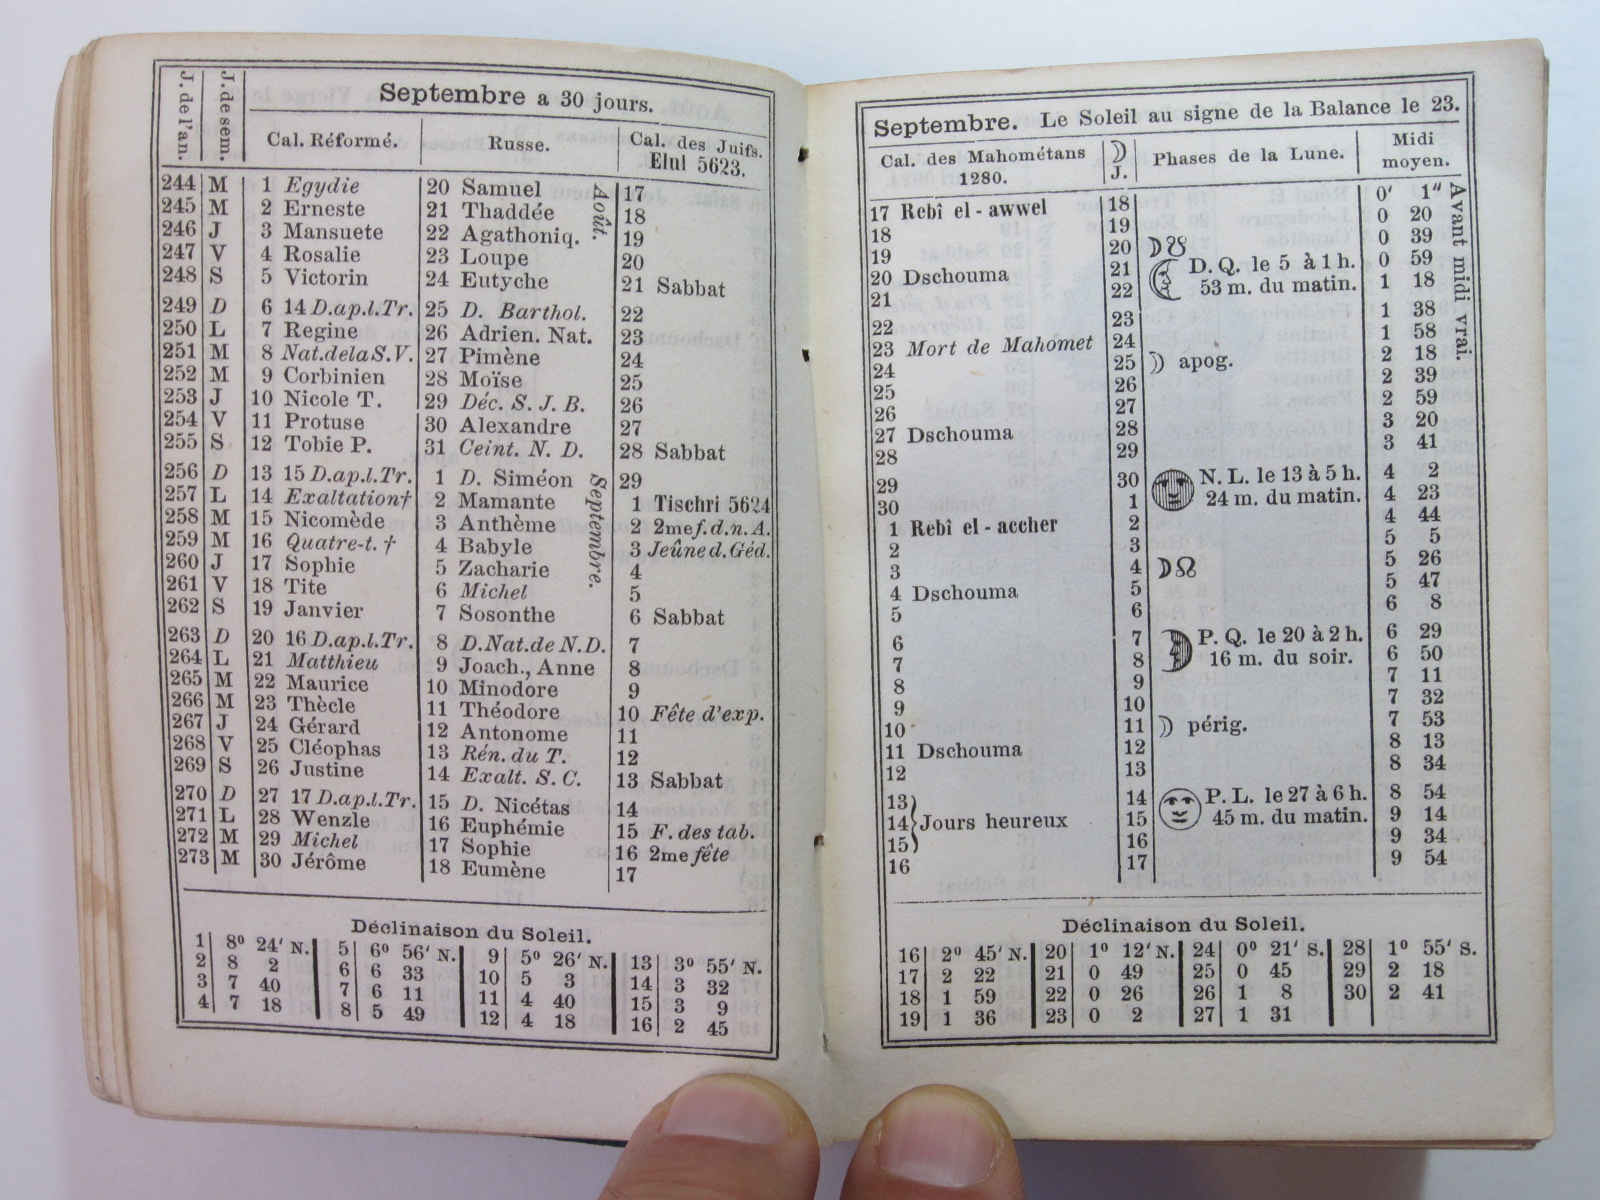 J. de l'an.
J. de sem.
Septembre a 30 jours.
Cal. Réformé. Russe. Cal. des Juifs. Elul 5623.
244 M 1 Egydie 20 Samuel Août. 17
245 M 2 Erneste 21 Thaddée 18
246 J 3 Mansuete 22 Agathoniq. 19
247 V 4 Rosalie 23 Loupe 20
248 S 5 Victorin 24 Eutyche 21 Sabbat
249 D 6 14 D.ap.l.Tr. 25 D. Barthol. 22
250 L 7 Regine 26 Adrien. Nat. 23
251 M 8 Nat.delaS.V. 27 Pimène 24
252 M 9 Corbinien 28 Moïse 25
253 J 10 Nicole T. 29 Déc. S. J. B. 26
254 V 11 Protuse 30 Alexandre 27
255 S 12 Tobie P. 31 Ceint. N. D. 28 Sabbat
256 D 13 15 D.ap.l.Tr. 1 D. Siméon Septembre. 29
257 L 14 Exaltation† 2 Mamante 1 Tischri 5624
258 M 15 Nicomède 3 Anthème 2 2me f.d.n.A.
259 M 16 Quatre-t. † 4 Babyle 3 Jeûne d. Géd.
260 J 17 Sophie 5 Zacharie 4
261 V 18 Tite 6 Michel 5
262 S 19 Janvier 7 Sosonthe 6 Sabbat
263 D 20 16 D.ap.l.Tr. 8 D.Nat.de N.D. 7
264 L 21 Matthieu 9 Joach., Anne 8
265 M 22 Maurice 10 Minodore 9
266 M 23 Thècle 11 Théodore 10 Fête d'exp.
267 J 24 Gérard 12 Antonome 11
268 V 25 Cléophas 13 Rén. du T. 12
269 S 26 Justine 14 Exalt. S. C. 13 Sabbat
270 D 27 17 D.ap.l.Tr. 15 D. Nicétas 14
271 L 28 Wenzle 16 Euphémie 15 F. des tab.
272 M 29 Michel 17 Sophie 16 2me fête
273 M 30 Jérôme 18 Eumène 17
Déclinaison du Soleil.
1 8° 24′ N. 5 6° 56′ N. 9 5° 26′ N. 13 3° 55′ N.
2 8 2 6 6 33 10 5 3 14 3 32
3 7 40 7 6 11 11 4 40 15 3 9
4 7 18 8 5 49 12 4 18 16 2 45
Septembre. Le Soleil au signe de la Balance le 23.
Cal. des Mahométans 1280. ☽ J. Phases de la Lune. Midi moyen.
17 Rebî el-awwel 18 0′ 1″ Avant midi vrai.
18 19 0 20
19 20 ☽☋ 0 39
20 Dschouma 21 D. Q. le 5 à 1 h. 0 59
21 22 53 m. du matin. 1 18
22 23 1 38
23 Mort de Mahomet 24 1 58
24 25 ☽ apog. 2 18
25 26 2 39
26 27 2 59
27 Dschouma 28 3 20
28 29 3 41
29 30 N. L. le 13 à 5 h. 4 2
30 1 24 m. du matin. 4 23
1 Rebî el-accher 2 4 44
2 3 5 5
3 4 ☽☊ 5 26
4 Dschouma 5 5 47
5 6 6 8
6 7 P. Q. le 20 à 2 h. 6 29
7 8 16 m. du soir. 6 50
8 9 7 11
9 10 7 32
10 11 ☽ périg. 7 53
11 Dschouma 12 8 13
12 13 8 34
13 14 P. L. le 27 à 6 h. 8 54
14 Jours heureux 15 45 m. du matin. 9 14
15 16 9 34
16 17 9 54
Déclinaison du Soleil.
16 2° 45′ N. 20 1° 12′ N. 24 0° 21′ S. 28 1° 55′ S.
17 2 22 21 0 49 25 0 45 29 2 18
18 1 59 22 0 26 26 1 8 30 2 41
19 1 36 23 0 2 27 1 31